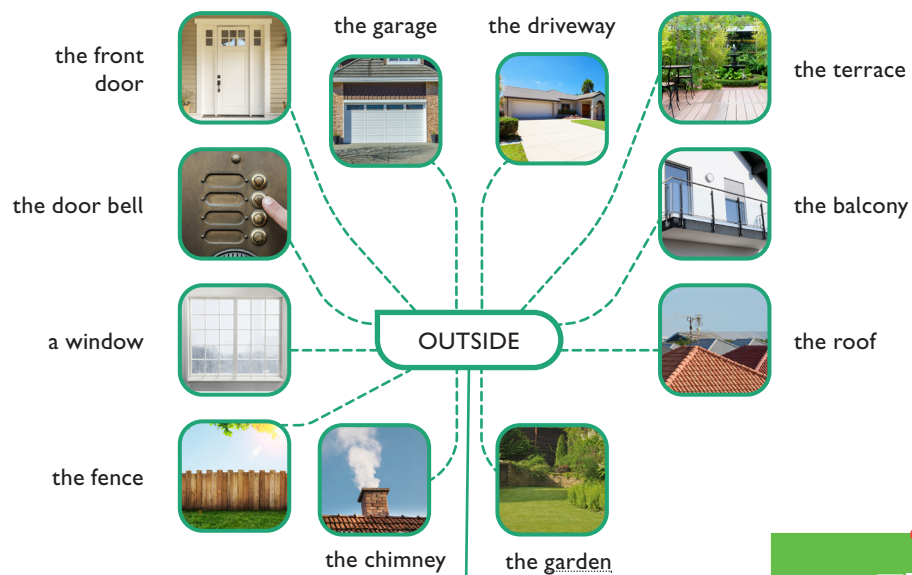 the garage
the driveway
the front
door
the terrace
the door bell
the balcony
OUTSIDE
a window
the roof
the fence
the chimney
the garden